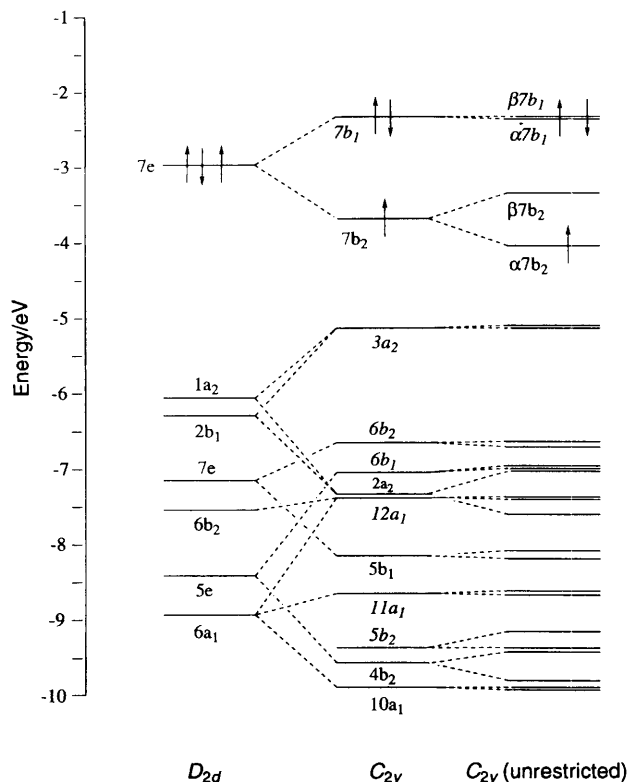 Energy/eV
-1
-2
-3
-4
-5
-6
-7
-8
-9
-10
7e
1a₂
2b₁
7e
6b₂
5e
6a₁
D₂d
7b₁
7b₂
3a₂
6b₂
6b₁
2a₂
12a₁
5b₁
11a₁
5b₂
4b₂
10a₁
C₂ᵥ
β7b₁
α7b₁
β7b₂
α7b₂
C₂ᵥ (unrestricted)